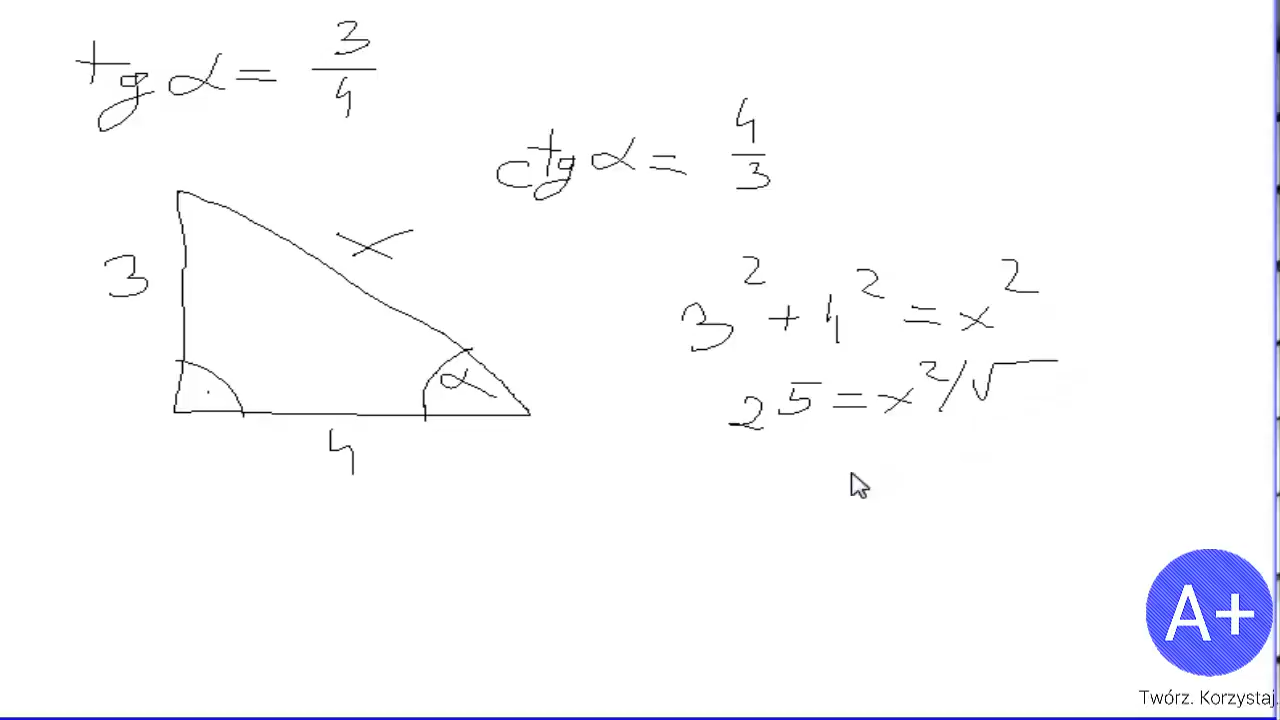 tg α = 3/4
ctg α = 4/3
3
x
α
4
3² + 4² = x²
25 = x² /√
A+
Twórz. Korzystaj.